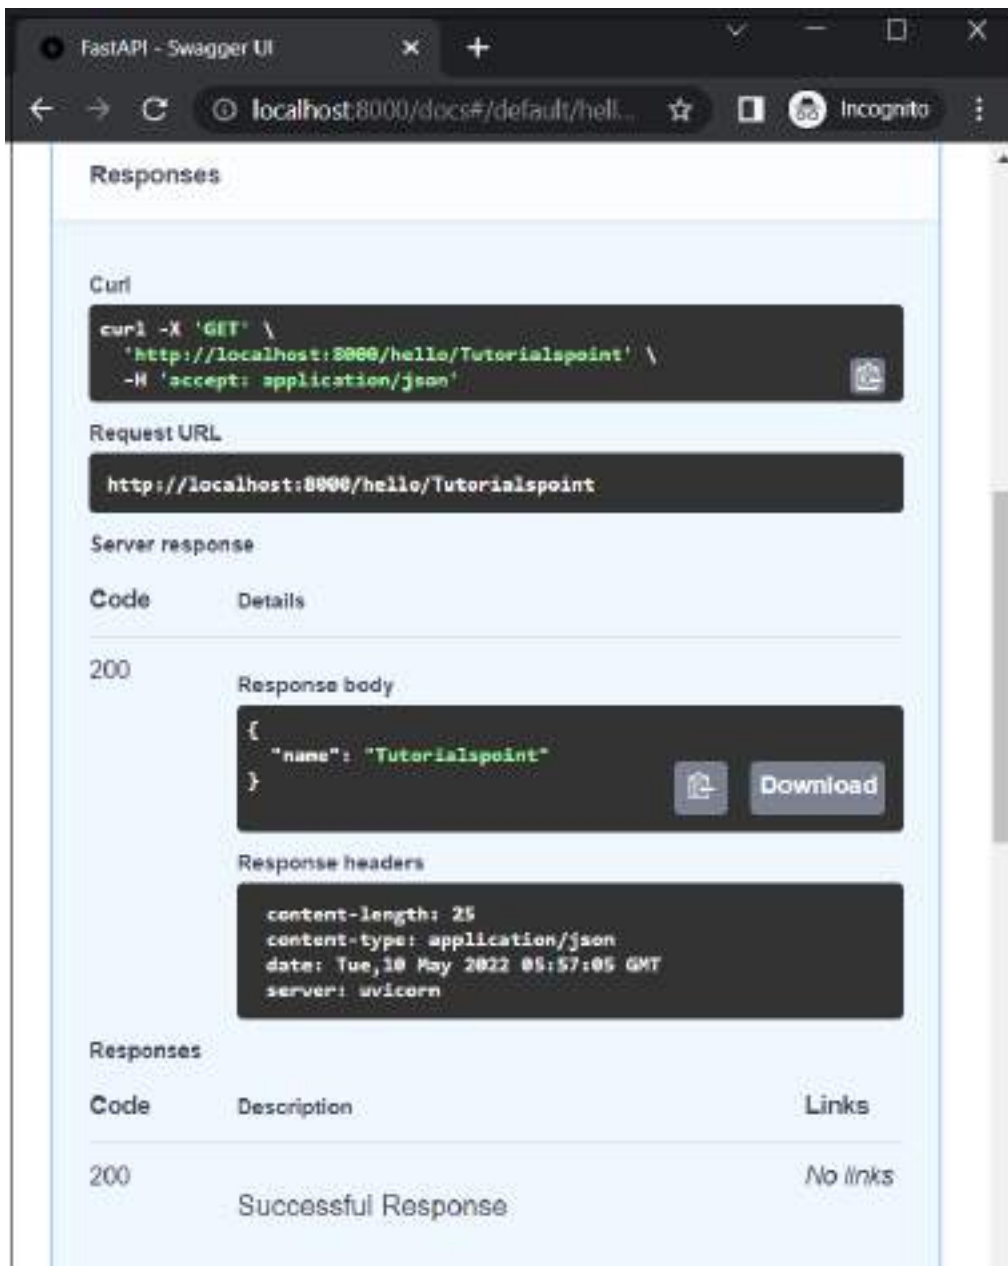 FastAPI - Swagger UI
localhost:8000/docs#/default/hell...
Incognito
Responses
Curl
curl -X 'GET' \
'http://localhost:8000/hello/Tutorialspoint' \
-H 'accept: application/json'
Request URL
http://localhost:8000/hello/Tutorialspoint
Server response
Code Details
200
Response body
{
"name": "Tutorialspoint"
}
Download
Response headers
content-length: 25
content-type: application/json
date: Tue,10 May 2022 05:57:05 GMT
server: uvicorn
Responses
Code Description Links
200 No links
Successful Response